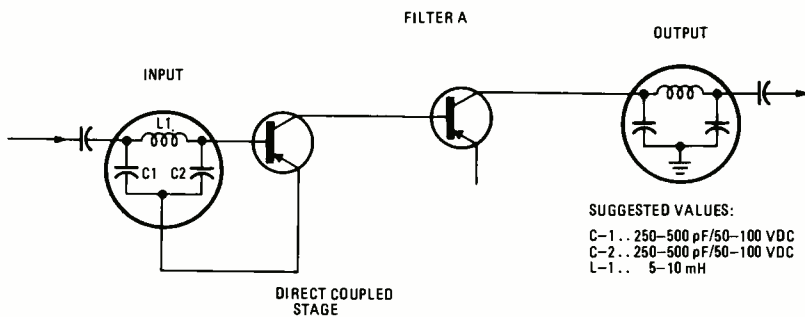 FILTER A
OUTPUT
INPUT
L1.
C1
C2
SUGGESTED VALUES:
C-1.. 250-500 pF/50-100 VDC
C-2.. 250-500 pF/50-100 VDC
L-1.. 5-10 mH
DIRECT COUPLED
STAGE